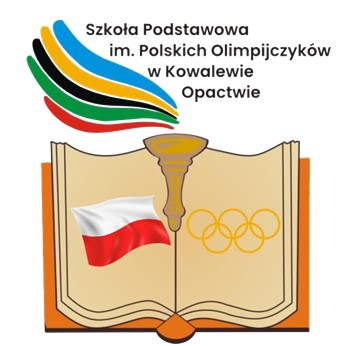 Szkoła Podstawowa
im. Polskich Olimpijczyków
w Kowalewie
Opactwie